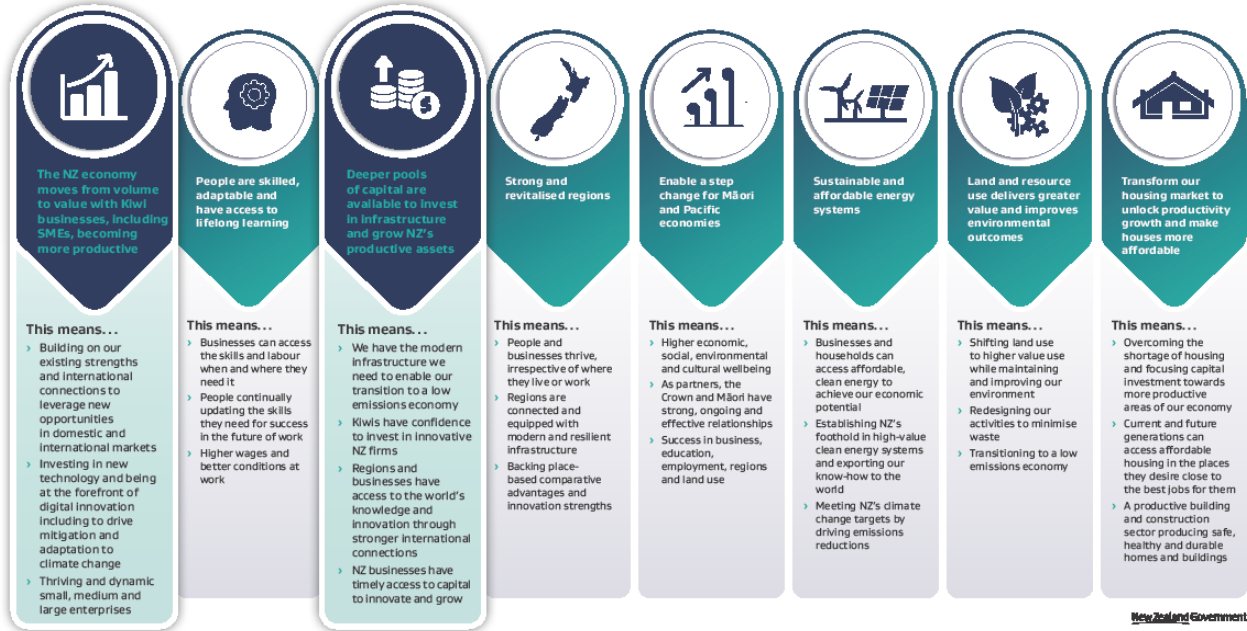 The NZ economy
moves from volume
to value with Kiwi
businesses, including
SMEs, becoming
more productive
This means...
› Building on our
existing strengths
and international
connections to
leverage new
opportunities
in domestic and
international markets
› Investing in new
technology and being
at the forefront of
digital innovation
including to drive
mitigation and
adaptation to
climate change
› Thriving and dynamic
small, medium and
large enterprises
People are skilled,
adaptable and
have access to
lifelong learning
This means...
› Businesses can access
the skills and labour
when and where they
need it
› People continually
updating the skills
they need for success
in the future of work
› Higher wages and
better conditions at
work
Deeper pools
of capital are
available to invest
in infrastructure
and grow NZ's
productive assets
This means...
› We have the modern
infrastructure we
need to enable our
transition to a low
emissions economy
› Kiwis have confidence
to invest in innovative
NZ firms
› Regions and
businesses have
access to the world's
knowledge and
innovation through
stronger international
connections
› NZ businesses have
timely access to capital
to innovate and grow
Strong and
revitalised regions
This means...
› People and
businesses thrive,
irrespective of where
they live or work
› Regions are
connected and
equipped with
modern and resilient
infrastructure
› Backing place-
based comparative
advantages and
innovation strengths
Enable a step
change for Māori
and Pacific
economies
This means...
› Higher economic,
social, environmental
and cultural wellbeing
› As partners, the
Crown and Māori have
strong, ongoing and
effective relationships
› Success in business,
education,
employment, regions
and land use
Sustainable and
affordable energy
systems
This means...
› Businesses and
households can
access affordable,
clean energy to
achieve our economic
potential
› Establishing NZ's
foothold in high-value
clean energy systems
and exporting our
know-how to the
world
› Meeting NZ's climate
change targets by
driving emissions
reductions
Land and resource
use delivers greater
value and improves
environmental
outcomes
This means...
› Shifting land use
to higher value use
while maintaining
and improving our
environment
› Redesigning our
activities to minimise
waste
› Transitioning to a low
emissions economy
Transform our
housing market to
unlock productivity
growth and make
houses more
affordable
This means...
› Overcoming the
shortage of housing
and focusing capital
investment towards
more productive
areas of our economy
› Current and future
generations can
access affordable
housing in the places
they desire close to
the best jobs for them
› A productive building
and construction
sector producing safe,
healthy and durable
homes and buildings
$
New Zealand Government